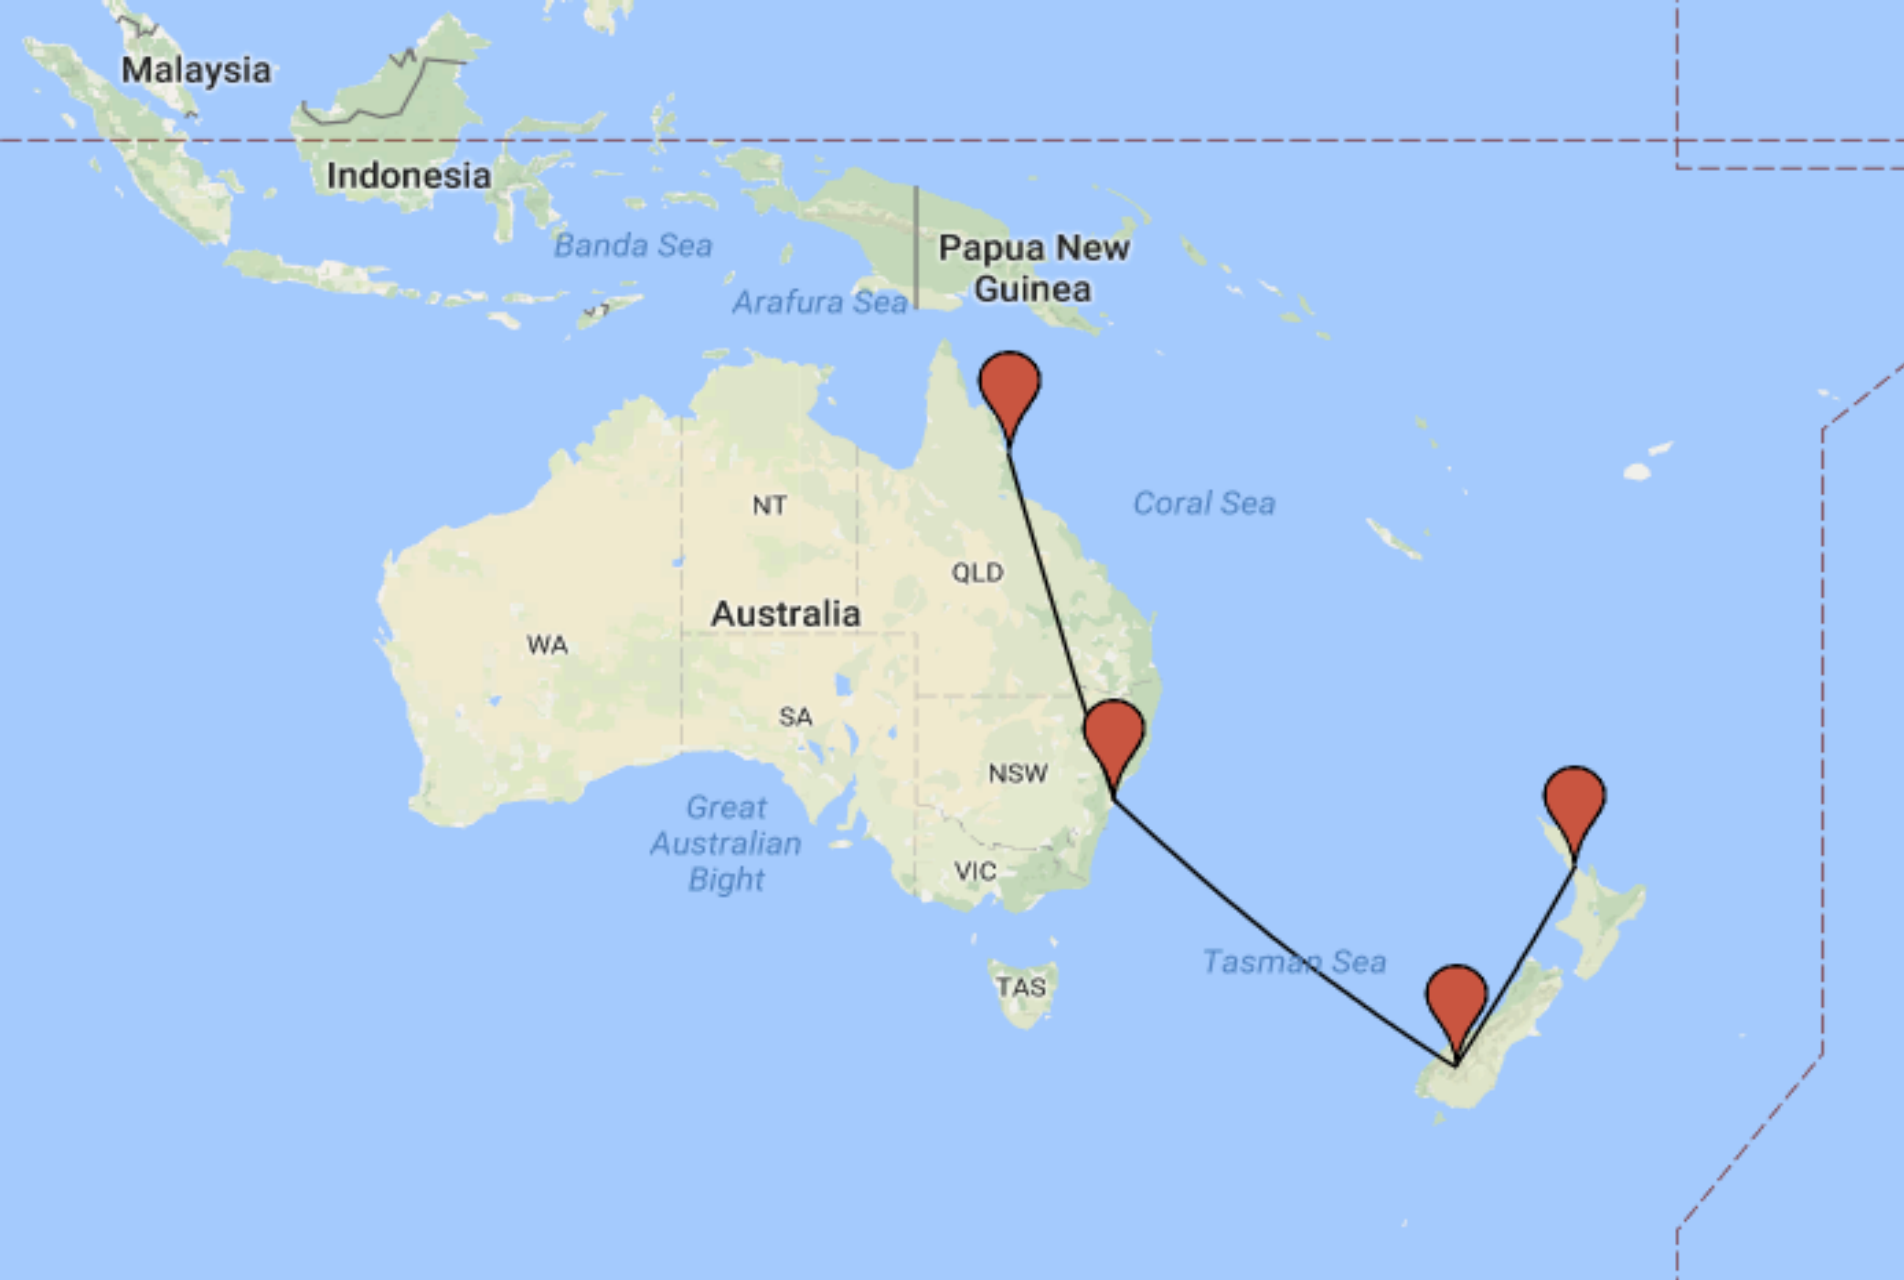 Malaysia
Indonesia
Banda Sea
Papua New
Guinea
Arafura Sea
Coral Sea
NT
QLD
Australia
WA
SA
NSW
Great
Australian
Bight
VIC
Tasman Sea
TAS